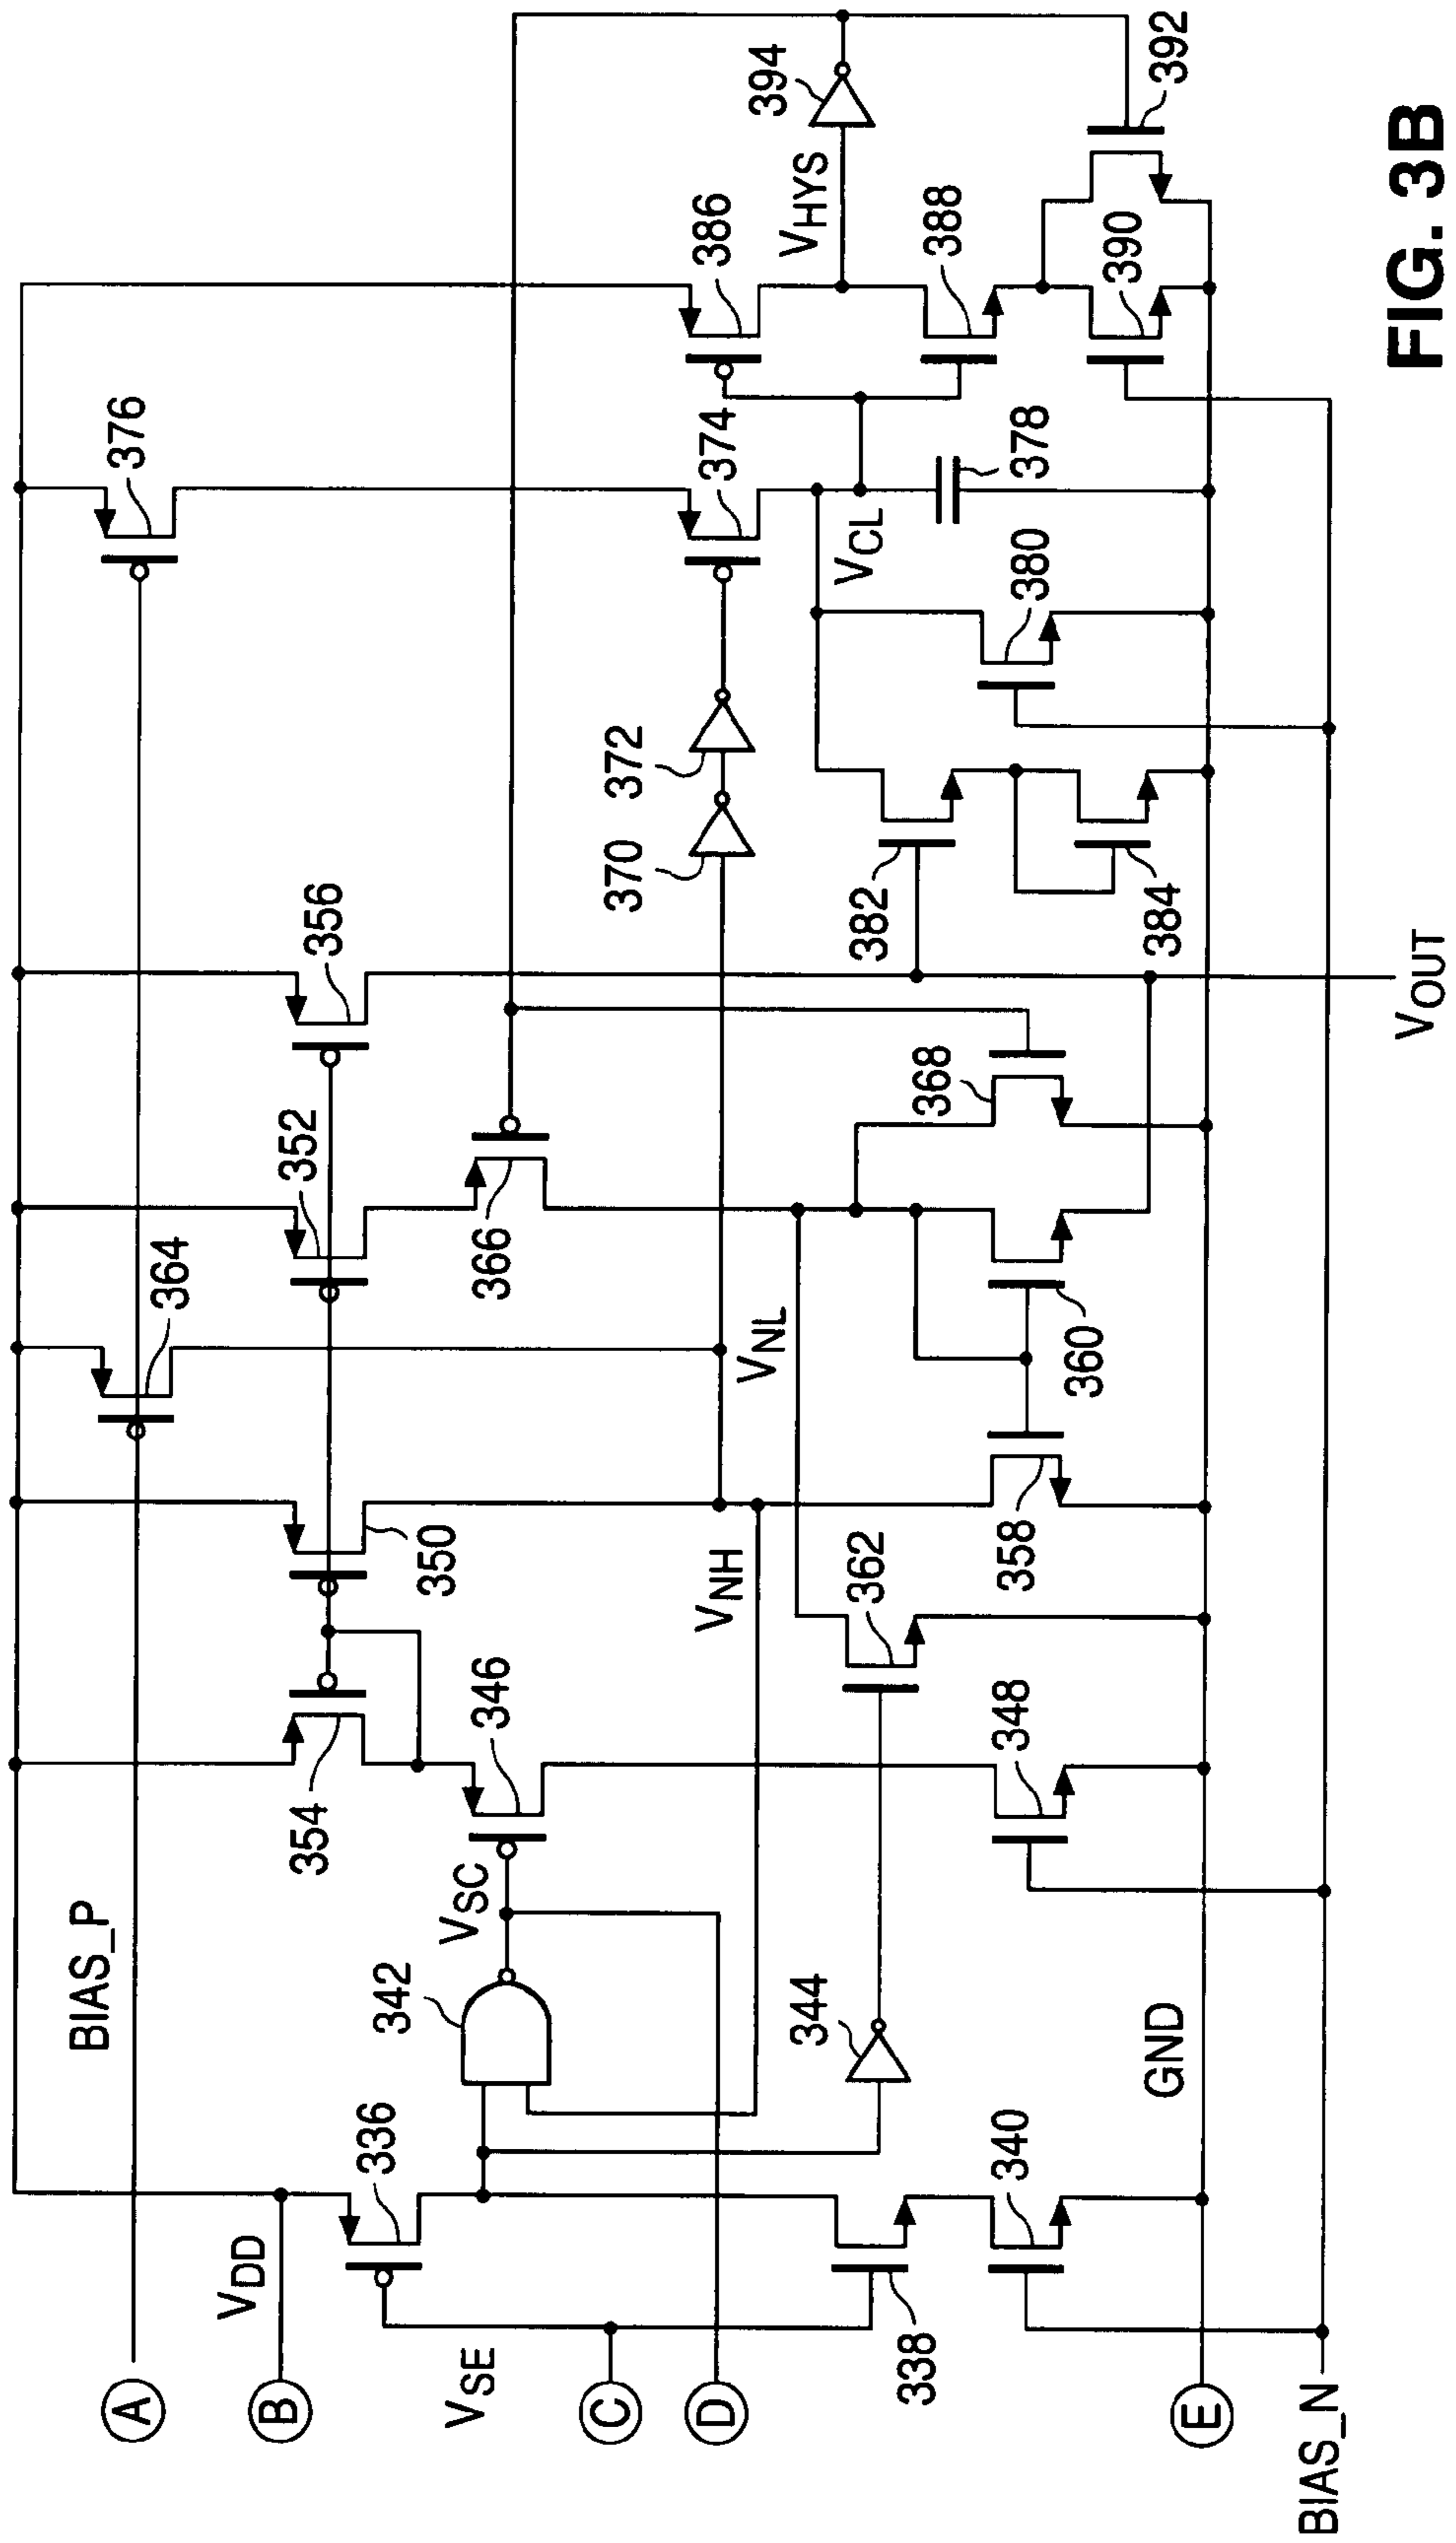 A
BIAS_P
364
376
B
VDD
354
350
352
356
336
VSE
C
342
VSC
346
366
D
VNH
VNL
370
372
374
386
VHYS
394
338
344
362
382
VCL
380
378
388
340
348
358
360
368
384
390
392
E
GND
BIAS_N
VOUT
FIG. 3B